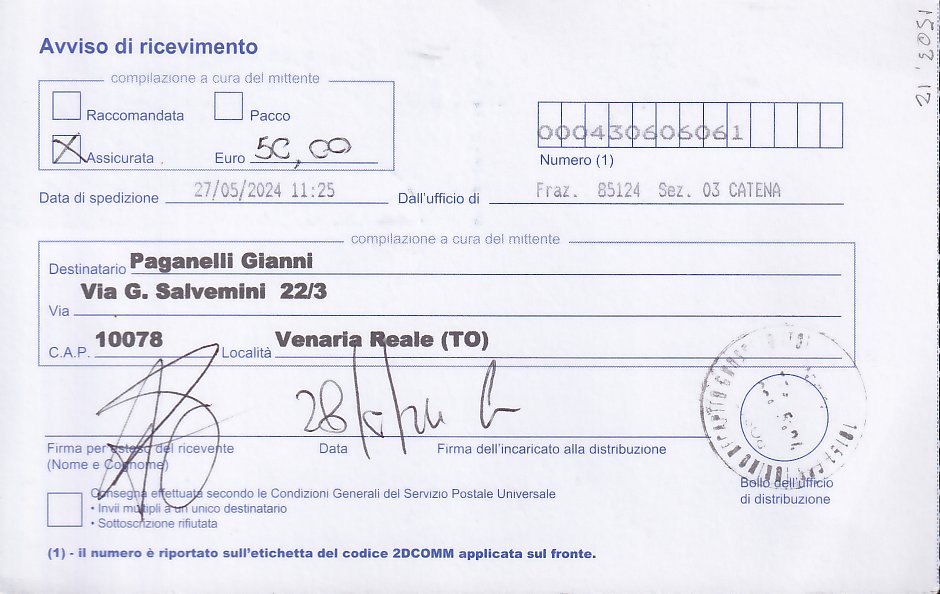 Avviso di ricevimento
compilazione a cura del mittente
Raccomandata Pacco
Assicurata Euro 50,00
000430606061
Numero (1)
Data di spedizione 27/05/2024 11:25 Dall'ufficio di Fraz. 85124 Sez. 03 CATENA
compilazione a cura del mittente
Destinatario Paganelli Gianni
Via G. Salvemini 22/3
Via
C.A.P. 10078 Località Venaria Reale (TO)
28/5/24
Firma per esteso del ricevente Data Firma dell'incaricato alla distribuzione
(Nome e Cognome)
Bollo dell'ufficio
di distribuzione
Consegna effettuata secondo le Condizioni Generali del Servizio Postale Universale
• Invii multipli a un unico destinatario
• Sottoscrizione rifiutata
(1) - il numero è riportato sull'etichetta del codice 2DCOMM applicata sul fronte.